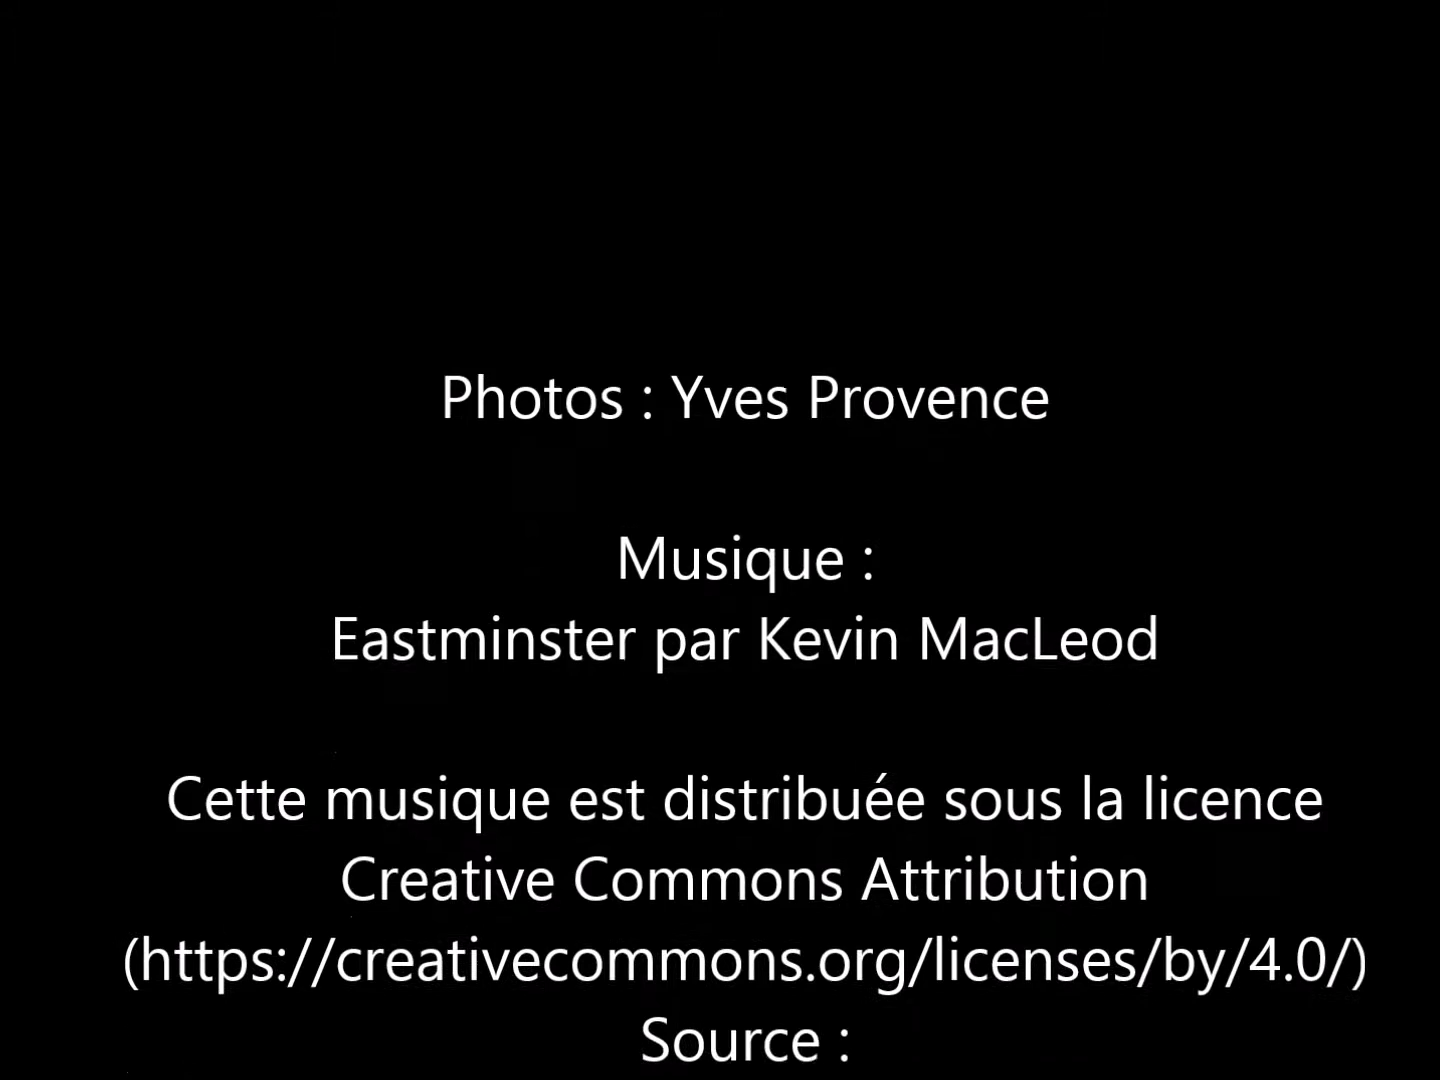 Photos : Yves Provence
Musique :
Eastminster par Kevin MacLeod
Cette musique est distribuée sous la licence
Creative Commons Attribution
(https://creativecommons.org/licenses/by/4.0/)
Source :